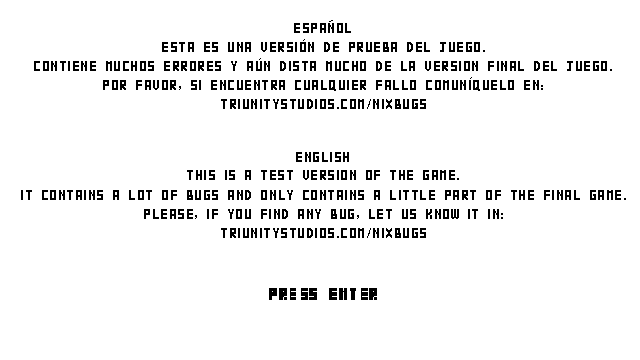 ESPAÑOL
ESTA ES UNA VERSIÓN DE PRUEBA DEL JUEGO.
CONTIENE MUCHOS ERRORES Y AÚN DISTA MUCHO DE LA VERSION FINAL DEL JUEGO.
POR FAVOR, SI ENCUENTRA CUALQUIER FALLO COMUNÍQUELO EN:
TRIUNITYSTUDIOS.COM/NIXBUGS
ENGLISH
THIS IS A TEST VERSION OF THE GAME.
IT CONTAINS A LOT OF BUGS AND ONLY CONTAINS A LITTLE PART OF THE FINAL GAME.
PLEASE, IF YOU FIND ANY BUG, LET US KNOW IT IN:
TRIUNITYSTUDIOS.COM/NIXBUGS
PRESS ENTER